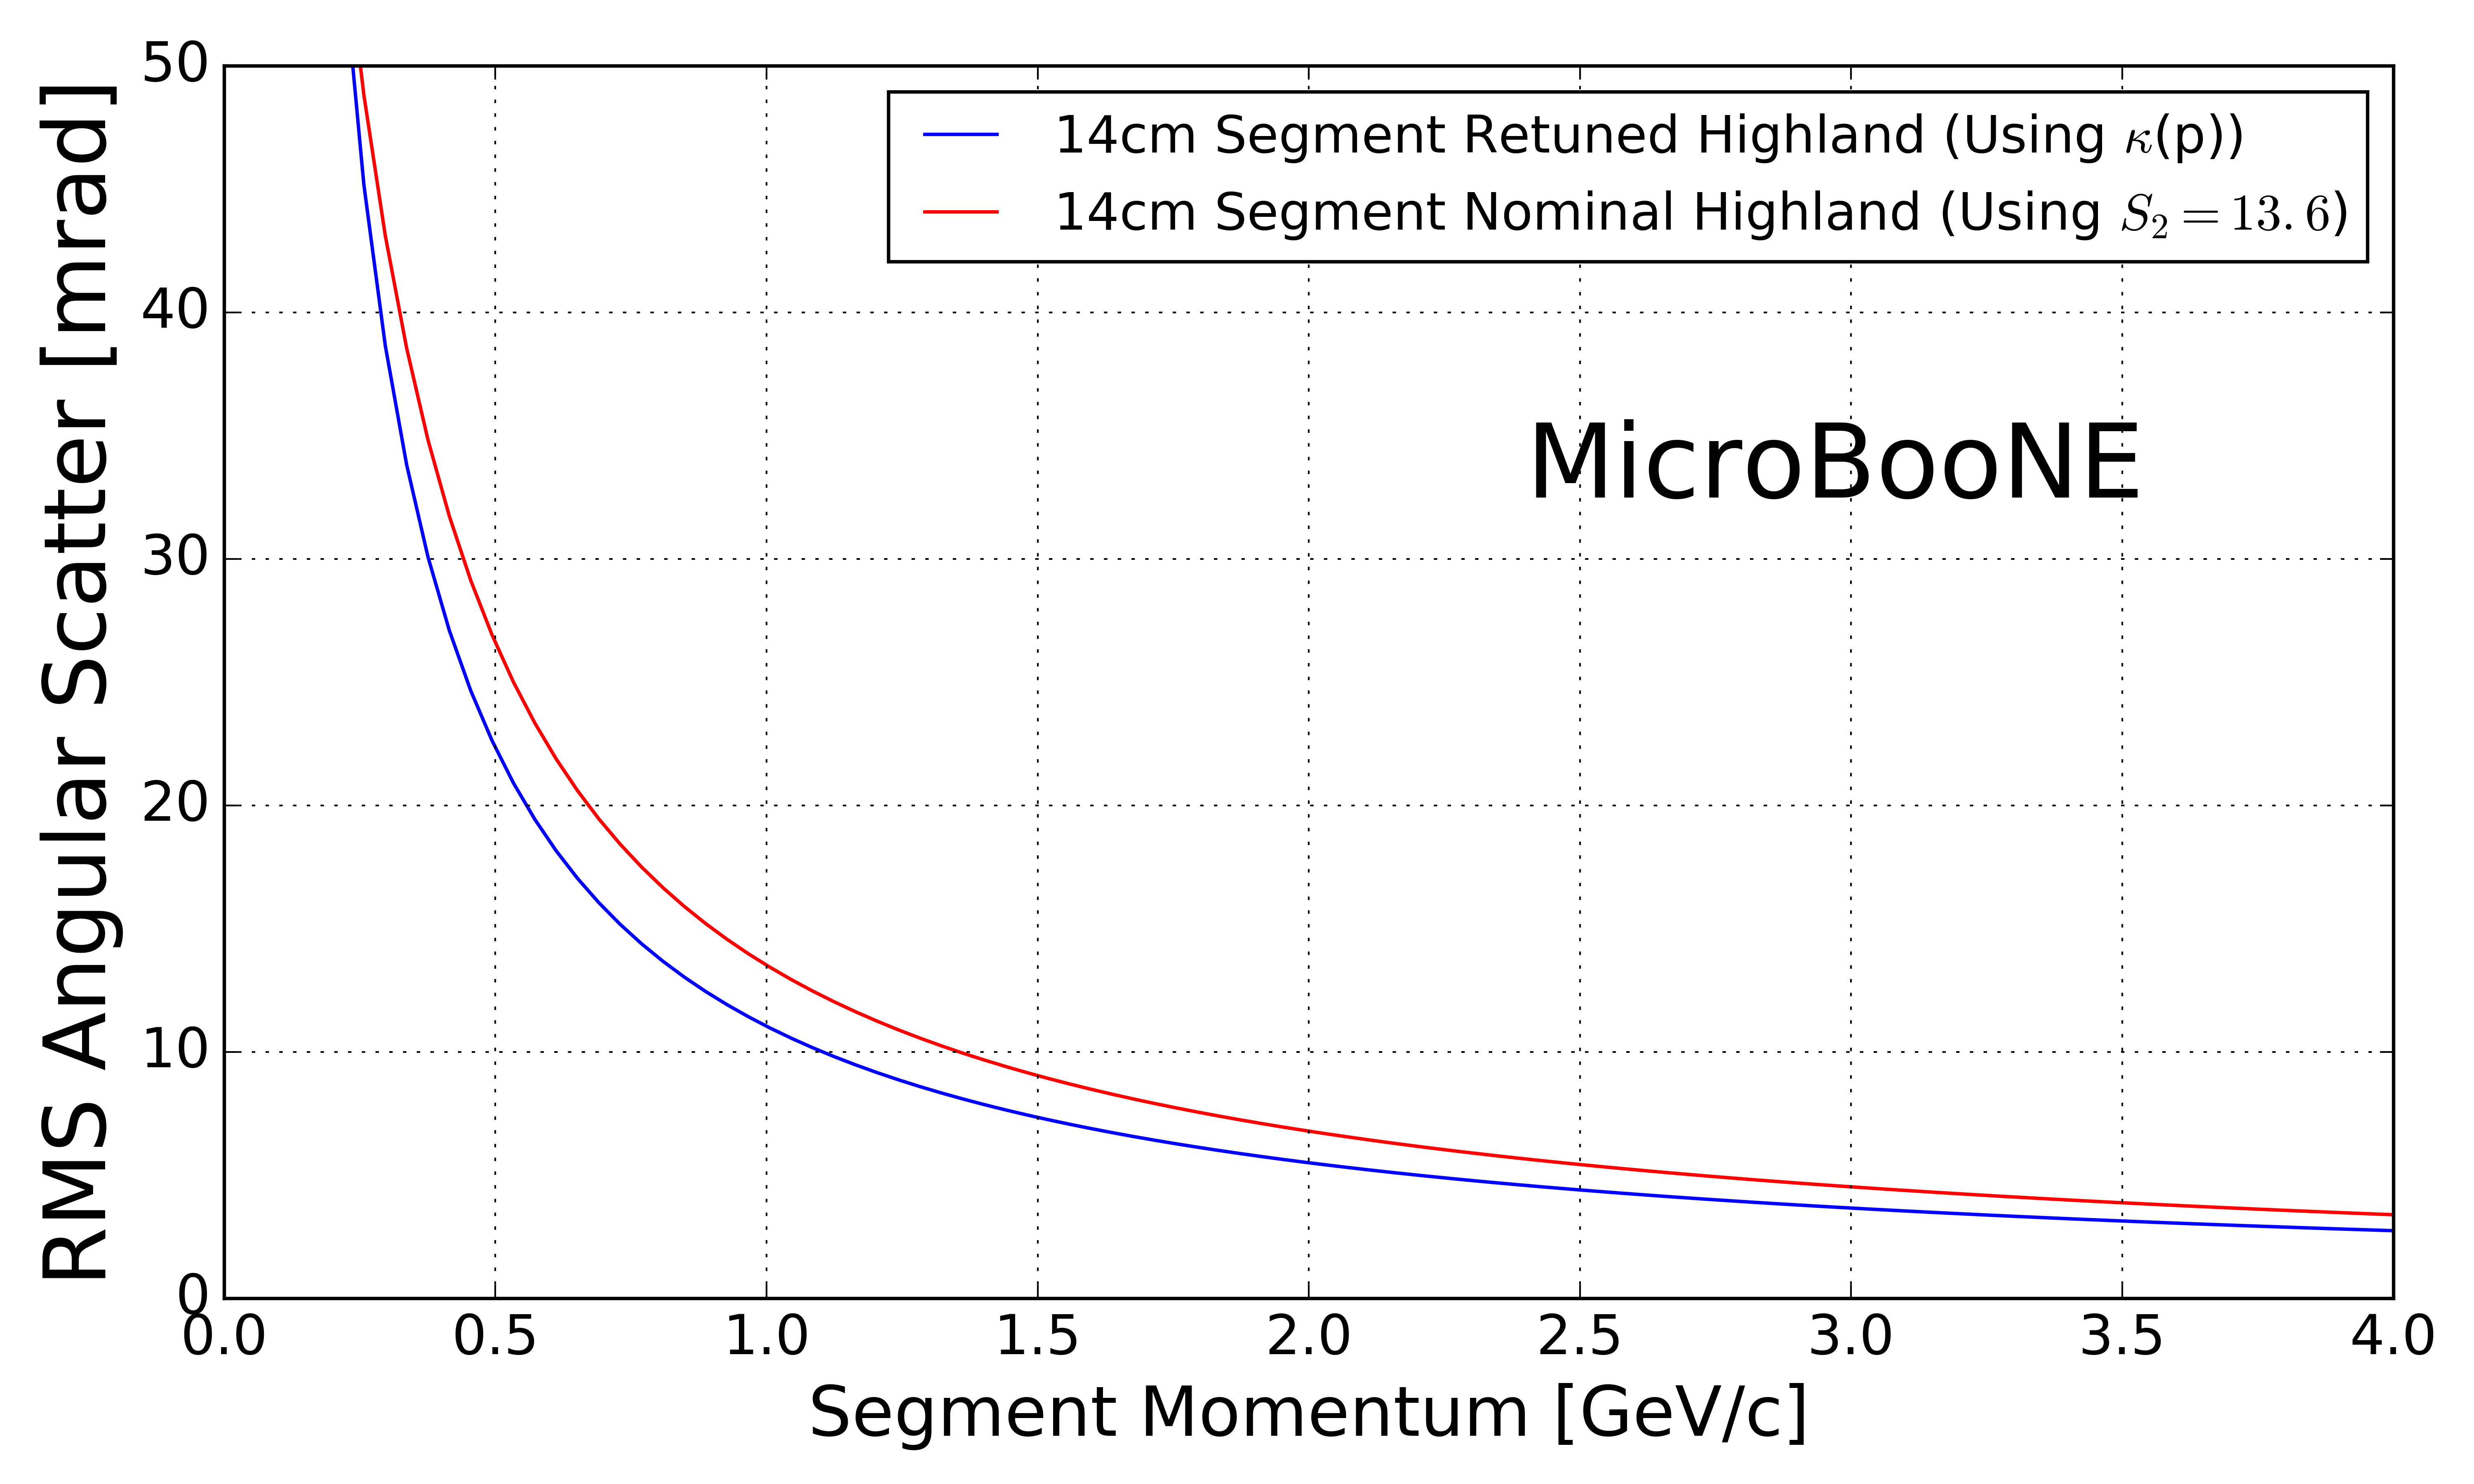 RMS Angular Scatter [mrad]
50
40
30
20
10
0
14cm Segment Retuned Highland (Using κ(p))
14cm Segment Nominal Highland (Using S₂ = 13.6)
MicroBooNE
0.0 0.5 1.0 1.5 2.0 2.5 3.0 3.5 4.0
Segment Momentum [GeV/c]